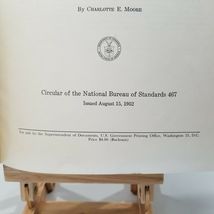 By Charlotte E. Moore
Circular of the National Bureau of Standards 467
Issued August 15, 1952
For sale by the Superintendent of Documents, U.S. Government Printing Office, Washington 25, D.C.
Price $4.00 (Buckram)